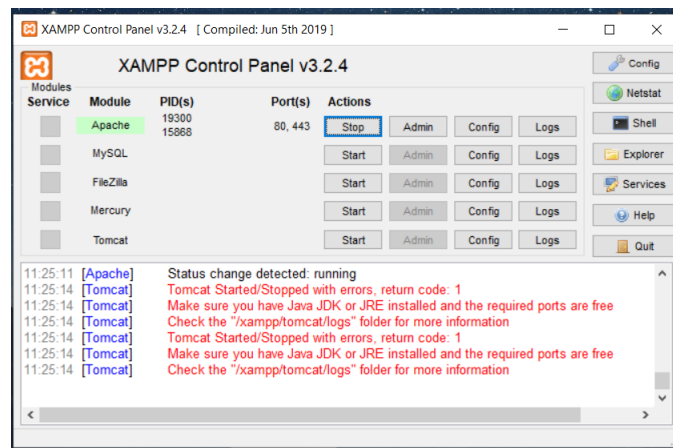 XAMPP Control Panel v3.2.4 [ Compiled: Jun 5th 2019 ]
XAMPP Control Panel v3.2.4
Config
Modules
Service Module PID(s) Port(s) Actions
Netstat
Apache 19300 15868 80, 443 Stop Admin Config Logs
Shell
MySQL Start Admin Config Logs
Explorer
FileZilla Start Admin Config Logs
Services
Mercury Start Admin Config Logs
Help
Tomcat Start Admin Config Logs
Quit
11:25:11 [Apache] Status change detected: running
11:25:14 [Tomcat] Tomcat Started/Stopped with errors, return code: 1
11:25:14 [Tomcat] Make sure you have Java JDK or JRE installed and the required ports are free
11:25:14 [Tomcat] Check the "/xampp/tomcat/logs" folder for more information
11:25:14 [Tomcat] Tomcat Started/Stopped with errors, return code: 1
11:25:14 [Tomcat] Make sure you have Java JDK or JRE installed and the required ports are free
11:25:14 [Tomcat] Check the "/xampp/tomcat/logs" folder for more information